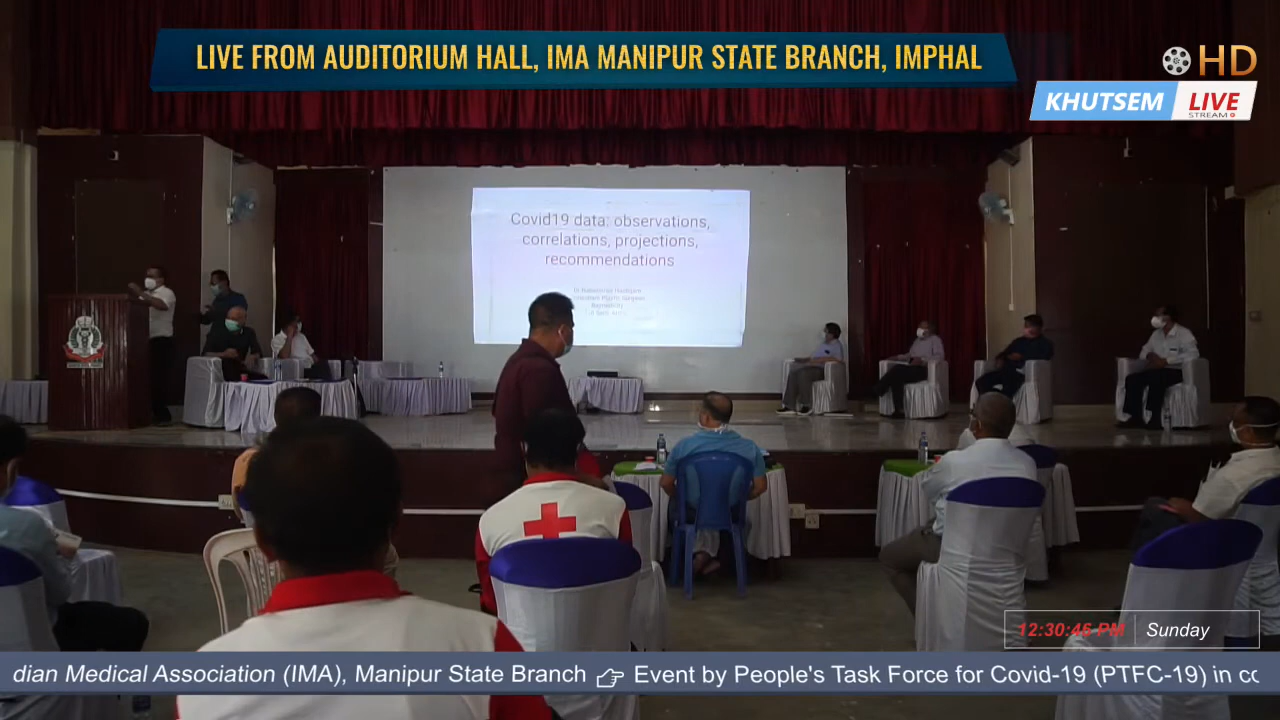 LIVE FROM AUDITORIUM HALL, IMA MANIPUR STATE BRANCH, IMPHAL
HD
KHUTSEM LIVE
STREAM
Covid19 data: observations,
correlations, projections,
recommendations
12:30:45 PM Sunday
dian Medical Association (IMA), Manipur State Branch Event by People's Task Force for Covid-19 (PTFC-19) in cc